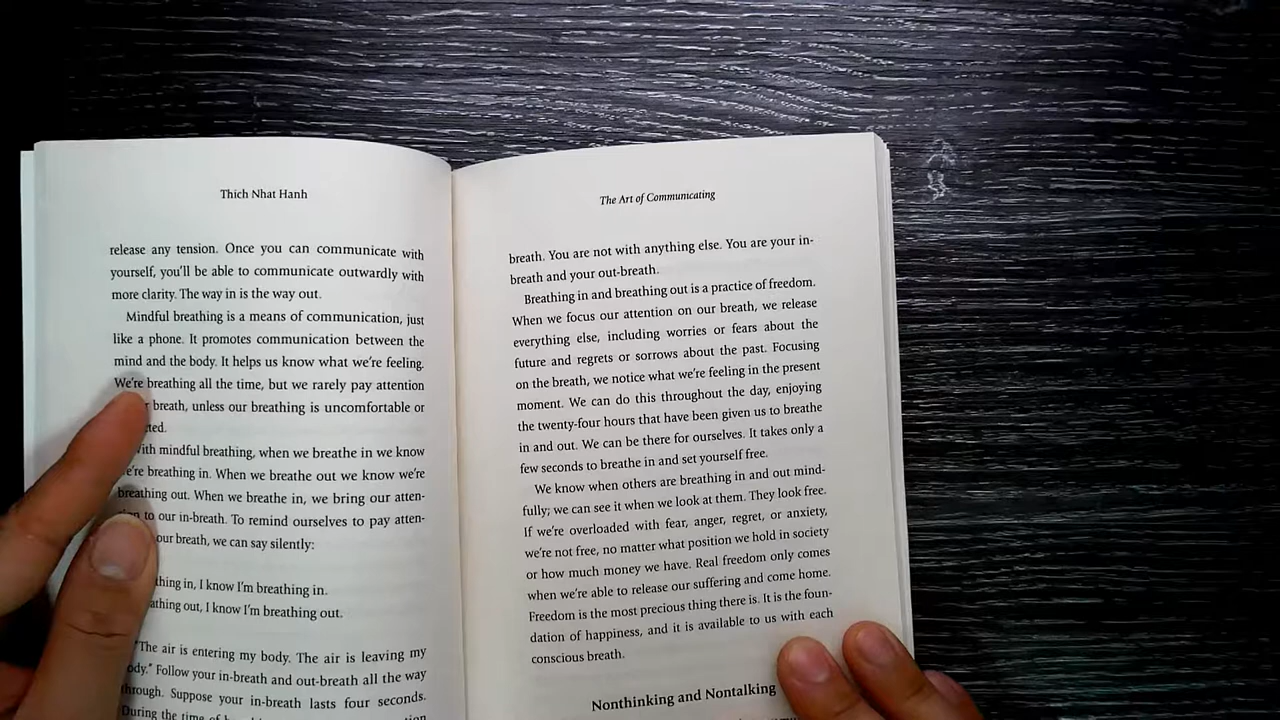 Thich Nhat Hanh
release any tension. Once you can communicate with
yourself, you'll be able to communicate outwardly with
more clarity. The way in is the way out.
Mindful breathing is a means of communication, just
like a phone. It promotes communication between the
mind and the body. It helps us know what we're feeling.
We're breathing all the time, but we rarely pay attention
breath, unless our breathing is uncomfortable or
With mindful breathing, when we breathe in we know
we're breathing in. When we breathe out we know we're
breathing out. When we breathe in, we bring our atten-
to our in-breath. To remind ourselves to pay atten-
our breath, we can say silently:
in, I know I'm breathing in.
out, I know I'm breathing out.
"The air is entering my body. The air is leaving my
body." Follow your in-breath and out-breath all the way
through. Suppose your in-breath lasts four seconds.
During the time of
The Art of Communicating
breath. You are not with anything else. You are your in-
breath and your out-breath.
Breathing in and breathing out is a practice of freedom.
When we focus our attention on our breath, we release
everything else, including worries or fears about the
future and regrets or sorrows about the past. Focusing
on the breath, we notice what we're feeling in the present
moment. We can do this throughout the day, enjoying
the twenty-four hours that have been given us to breathe
in and out. We can be there for ourselves. It takes only a
few seconds to breathe in and set yourself free.
We know when others are breathing in and out mind-
fully; we can see it when we look at them. They look free.
If we're overloaded with fear, anger, regret, or anxiety,
we're not free, no matter what position we hold in society
or how much money we have. Real freedom only comes
when we're able to release our suffering and come home.
Freedom is the most precious thing there is. It is the foun-
dation of happiness, and it is available to us with each
conscious breath.
Nonthinking and Nontalking